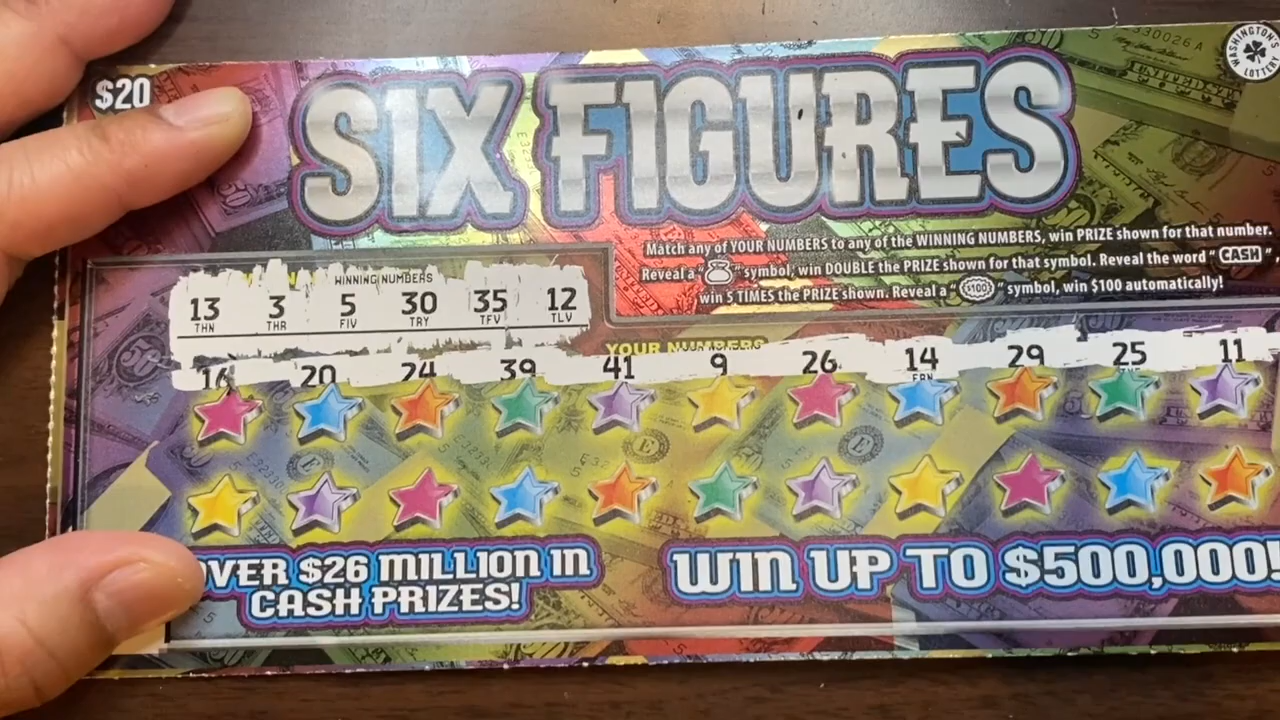 $20
SIX FIGURES
WASHINGTON'S LOTTERY
30026A
Match any of YOUR NUMBERS to any of the WINNING NUMBERS, win PRIZE shown for that number.
Reveal a " " symbol, win DOUBLE the PRIZE shown for that symbol. Reveal the word "CASH",
win 5 TIMES the PRIZE shown. Reveal a "$100" symbol, win $100 automatically!
WINNING NUMBERS
13 3 5 30 35 12
THN THR FIV TRY TFV TLV
YOUR NUMBERS
16 20 24 39 41 9 26 14 29 25 11
OVER $26 MILLION IN
CASH PRIZES!
WIN UP TO $500,000!